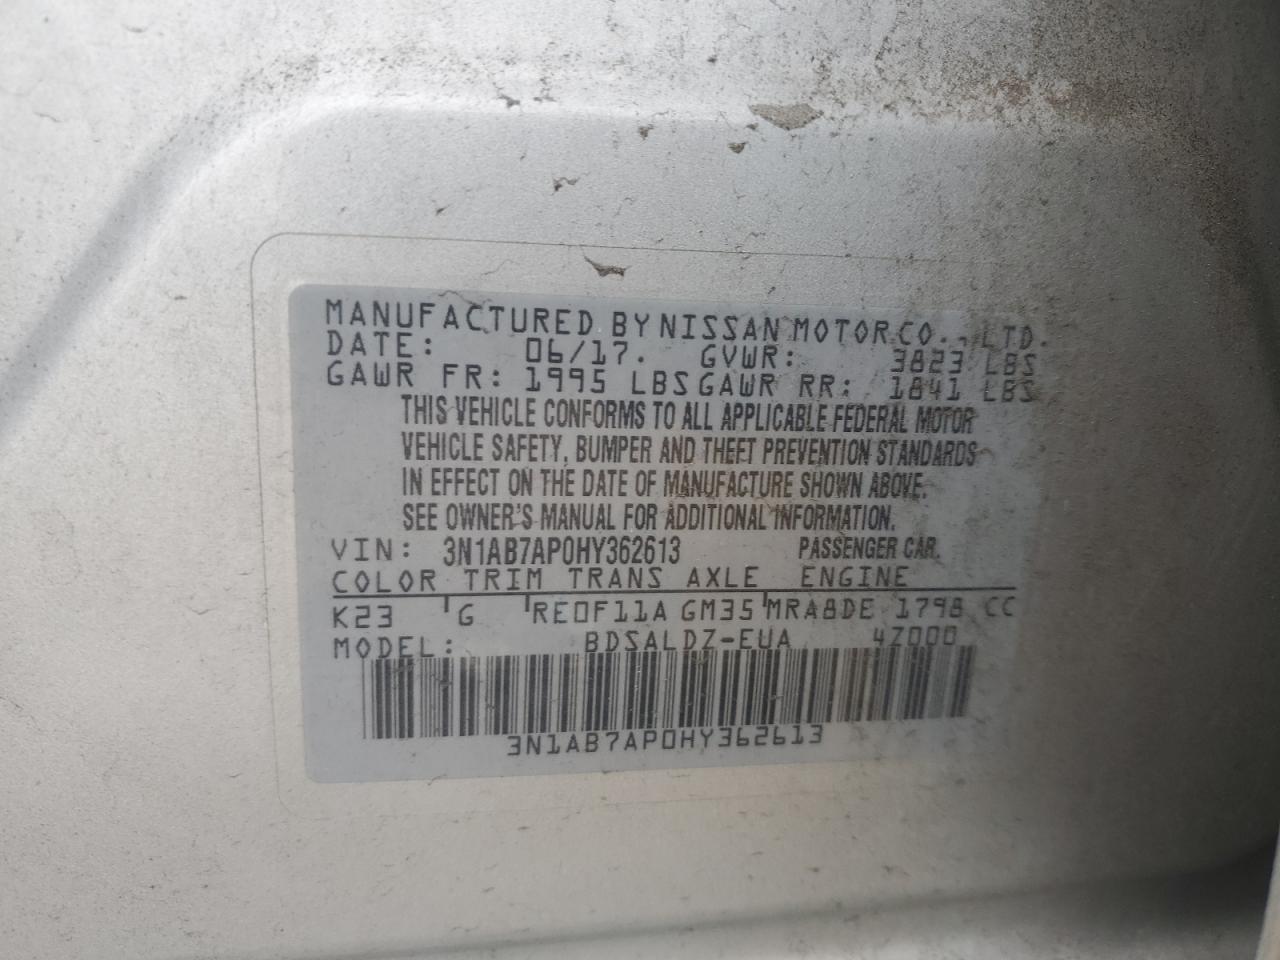 MANUFACTURED BY NISSAN MOTOR CO., LTD.
DATE: 06/17. GVWR: 3823 LBS
GAWR FR: 1995 LBS GAWR RR: 1841 LBS
THIS VEHICLE CONFORMS TO ALL APPLICABLE FEDERAL MOTOR
VEHICLE SAFETY, BUMPER AND THEFT PREVENTION STANDARDS
IN EFFECT ON THE DATE OF MANUFACTURE SHOWN ABOVE.
SEE OWNER'S MANUAL FOR ADDITIONAL INFORMATION.
VIN: 3N1AB7AP0HY362613 PASSENGER CAR.
COLOR TRIM TRANS AXLE ENGINE
K23 G RE0F11A GM35 MRA8DE 1798 CC
MODEL: BDSALDZ-EUA 4Z000
3N1AB7AP0HY362613